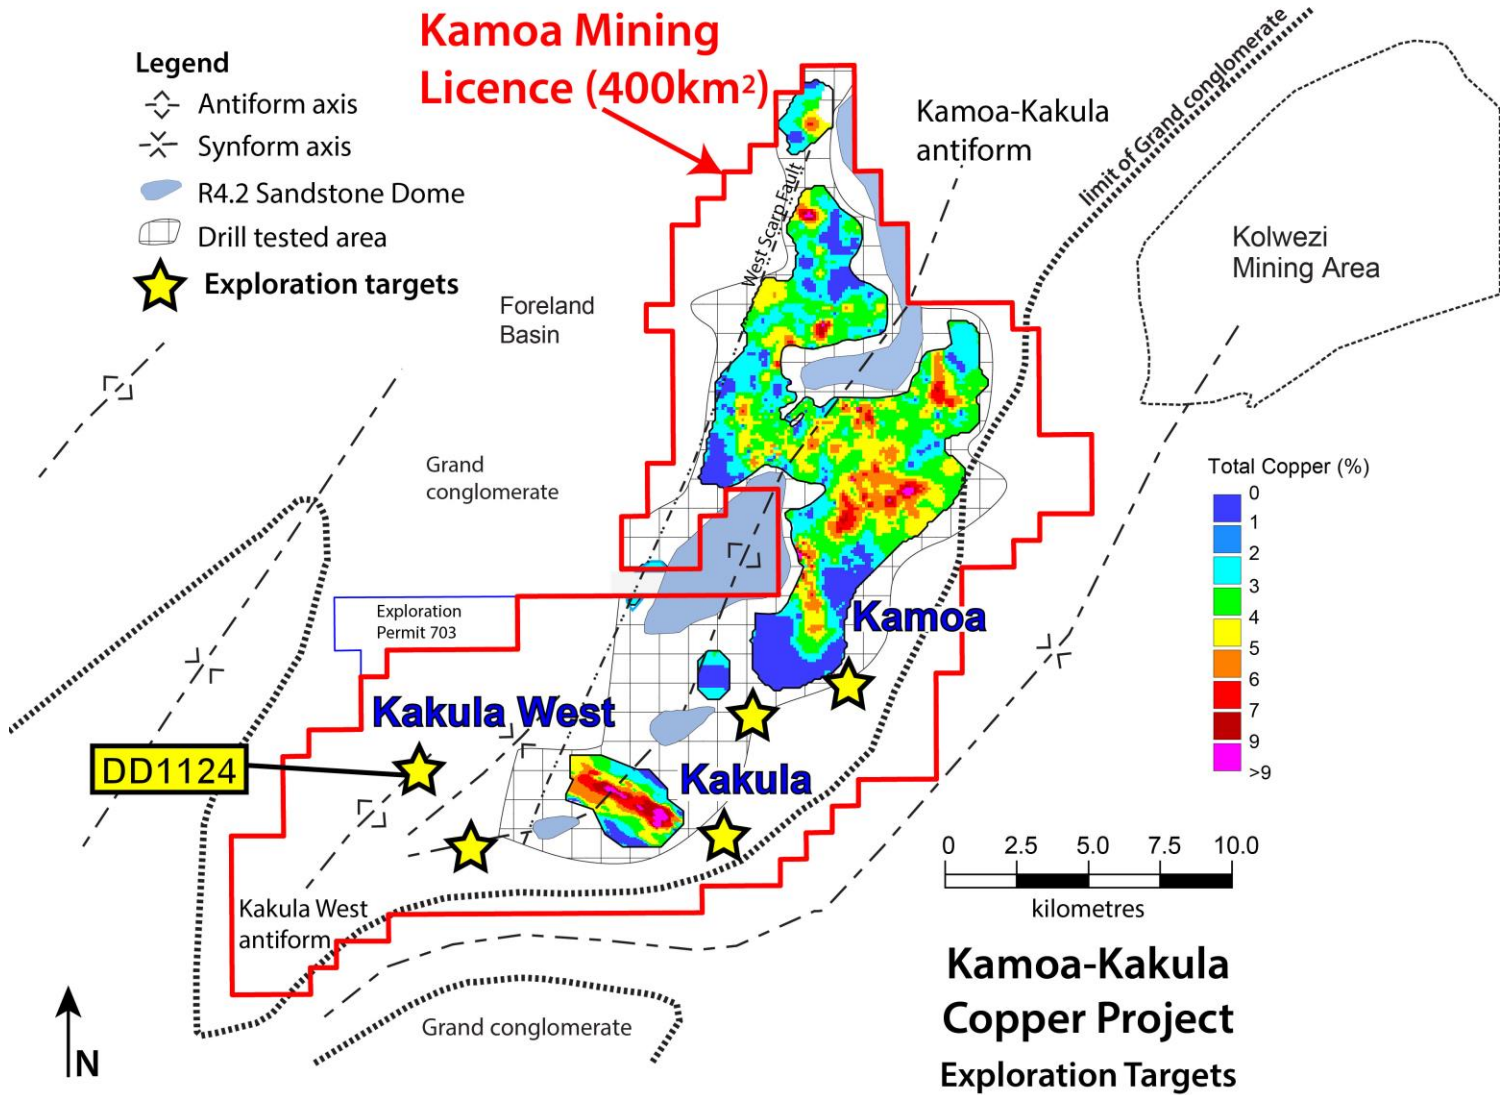 Kamoa Mining
Licence (400km²)
Legend
Antiform axis
Synform axis
R4.2 Sandstone Dome
Drill tested area
Exploration targets
Kamoa-Kakula
antiform
limit of Grand conglomerate
Kolwezi
Mining Area
West Scarp Fault
Foreland
Basin
Grand
conglomerate
Total Copper (%)
0
1
2
3
4
5
6
7
9
>9
Exploration
Permit 703
Kamoa
Kakula West
DD1124
Kakula
0 2.5 5.0 7.5 10.0
kilometres
Kakula West
antiform
Grand conglomerate
N
Kamoa-Kakula
Copper Project
Exploration Targets